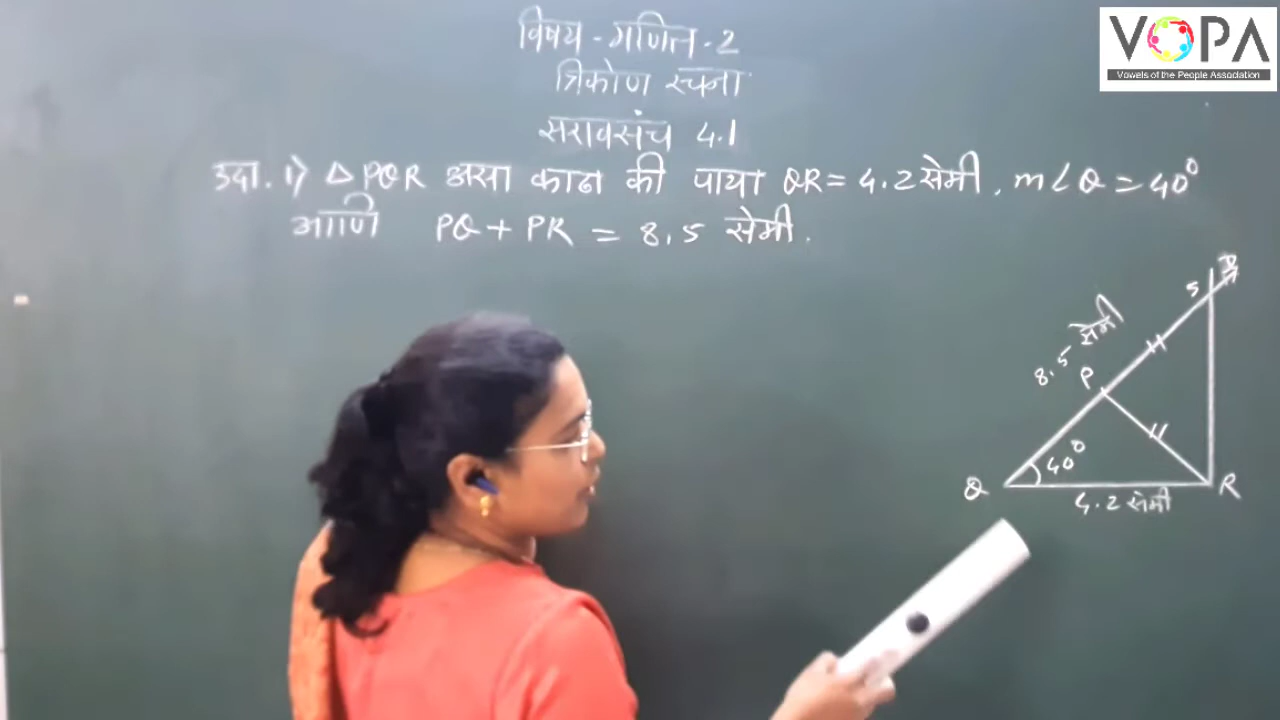 विषय - गणित - 2
त्रिकोण रचना
सरावसंच 4.1
उदा. 1) △ PQR असा काढा की पाया QR = 4.2 सेमी, m∠Q = 40°
आणि PQ + PR = 8.5 सेमी.
VOPA
Vowels of the People Association
S
8.5 सेमी
P
40°
Q
R
4.2 सेमी